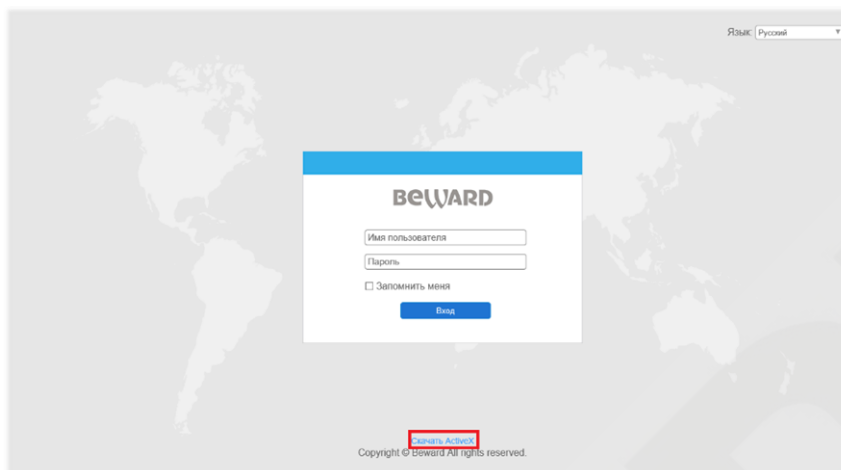 Язык: Русский
BEWARD
Имя пользователя
Пароль
Запомнить меня
Вход
Скачать ActiveX
Copyright © Beward All rights reserved.